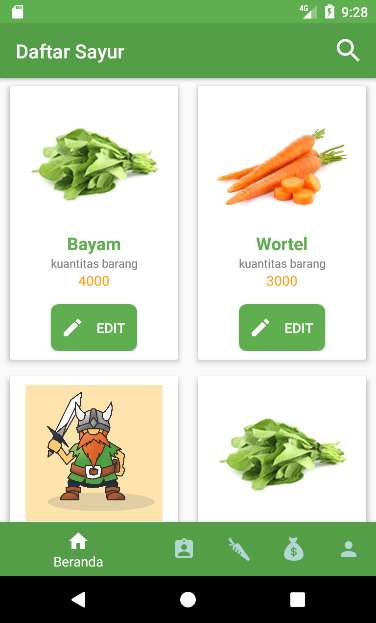 4G
9:28
Daftar Sayur
Bayam
kuantitas barang
4000
EDIT
Wortel
kuantitas barang
3000
EDIT
$
Beranda